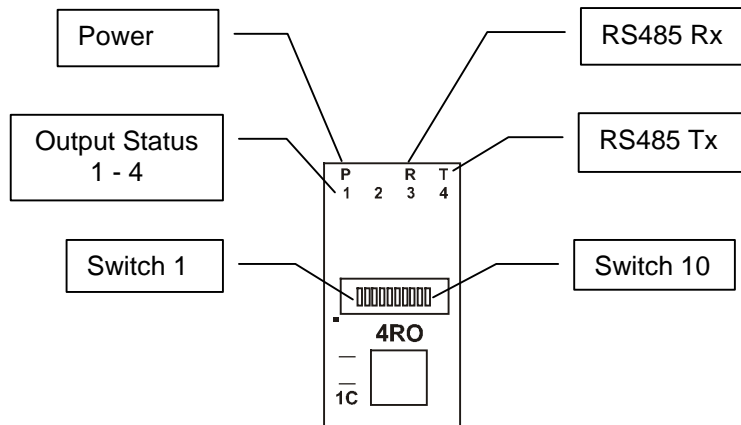 Power
RS485 Rx
Output Status
1 - 4
RS485 Tx
P R T
1 2 3 4
Switch 1
Switch 10
4RO
1C